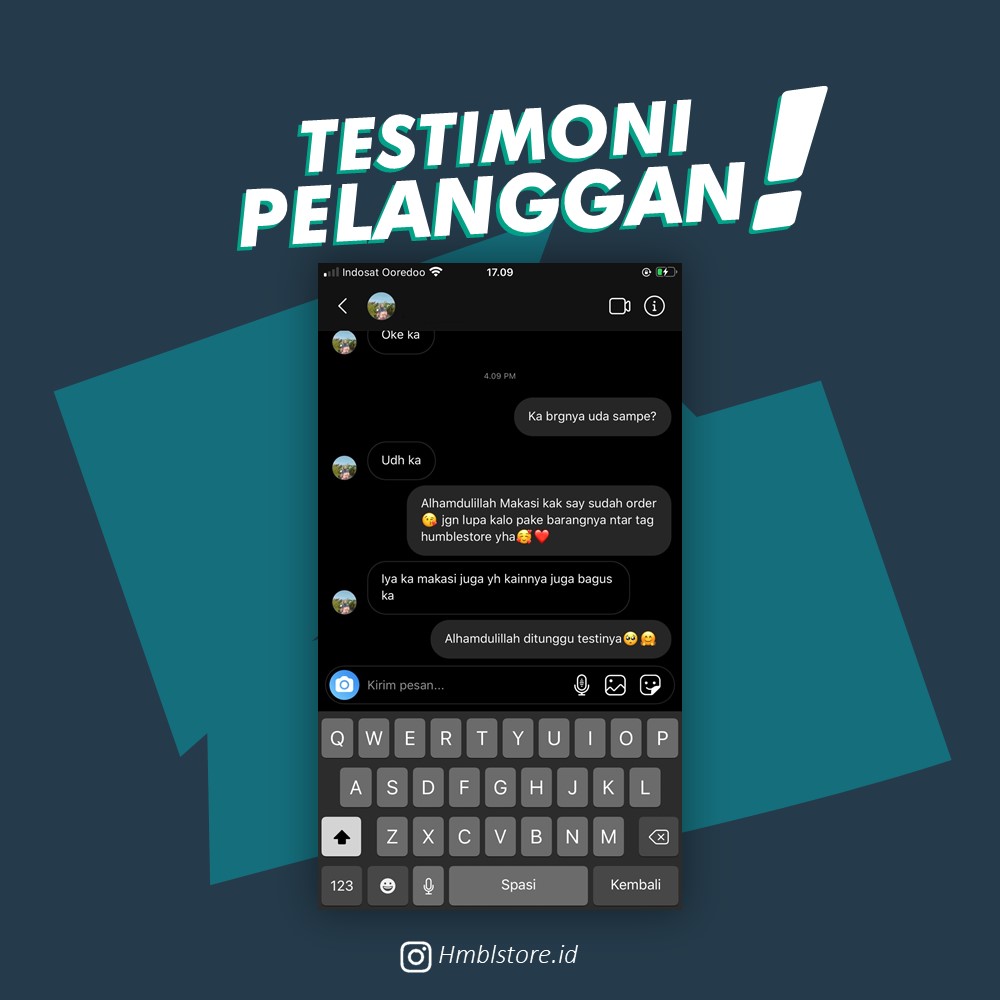 TESTIMONI
PELANGGAN!
Indosat Ooredoo 17.09
Oke ka
4.09 PM
Ka brgnya uda sampe?
Udh ka
Alhamdulillah Makasi kak say sudah order
😘 jgn lupa kalo pake barangnya ntar tag
humblestore yha🥰❤️
Iya ka makasi juga yh kainnya juga bagus
ka
Alhamdulillah ditunggu testinya🥺🤗
Kirim pesan...
Q W E R T Y U I O P
A S D F G H J K L
Z X C V B N M
123 Spasi Kembali
Hmblstore.id